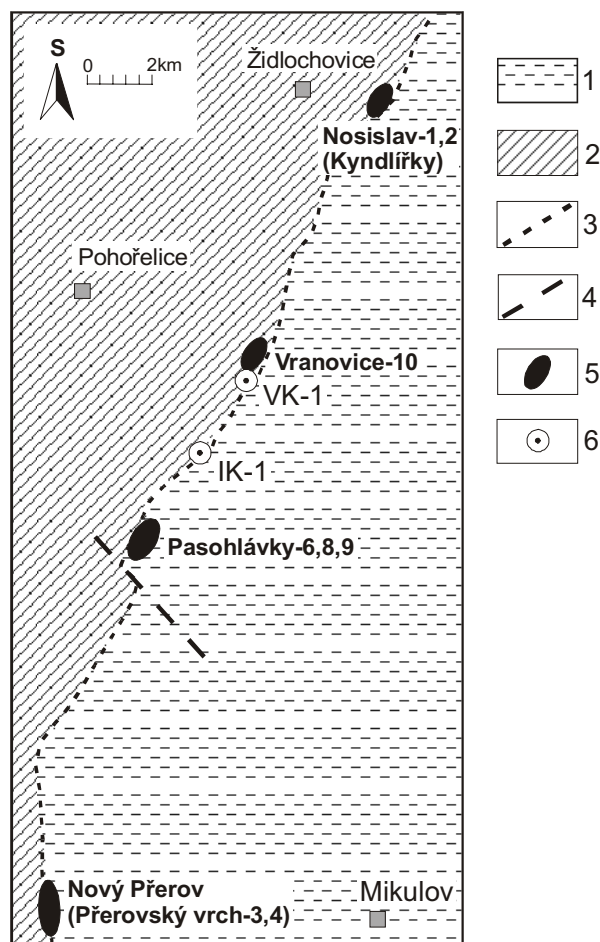 S
0 2km
Židlochovice
Nosislav-1,2
(Kyndlířky)
Pohořelice
Vranovice-10
VK-1
IK-1
Pasohlávky-6,8,9
Nový Přerov
(Přerovský vrch-3,4)
Mikulov
1
2
3
4
5
6